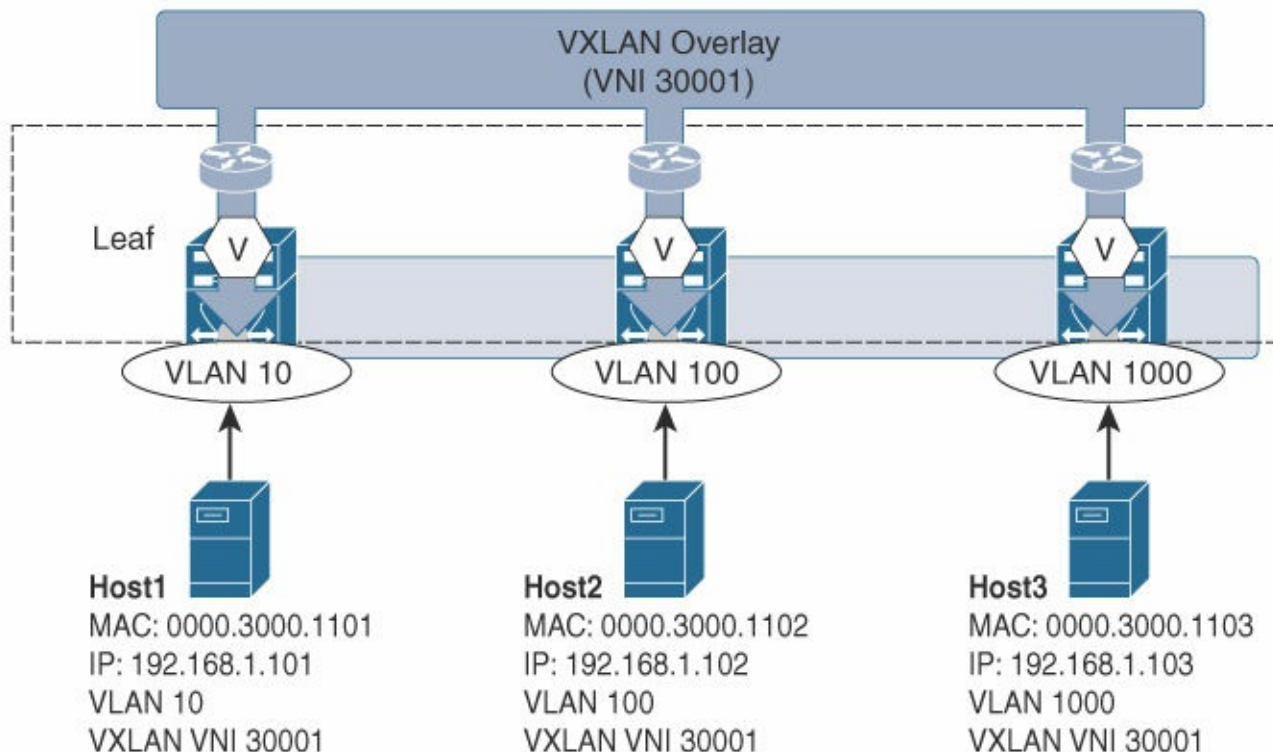 VXLAN Overlay
(VNI 30001)
Leaf
V
V
V
VLAN 10
VLAN 100
VLAN 1000
Host1
MAC: 0000.3000.1101
IP: 192.168.1.101
VLAN 10
VXLAN VNI 30001
Host2
MAC: 0000.3000.1102
IP: 192.168.1.102
VLAN 100
VXLAN VNI 30001
Host3
MAC: 0000.3000.1103
IP: 192.168.1.103
VLAN 1000
VXLAN VNI 30001